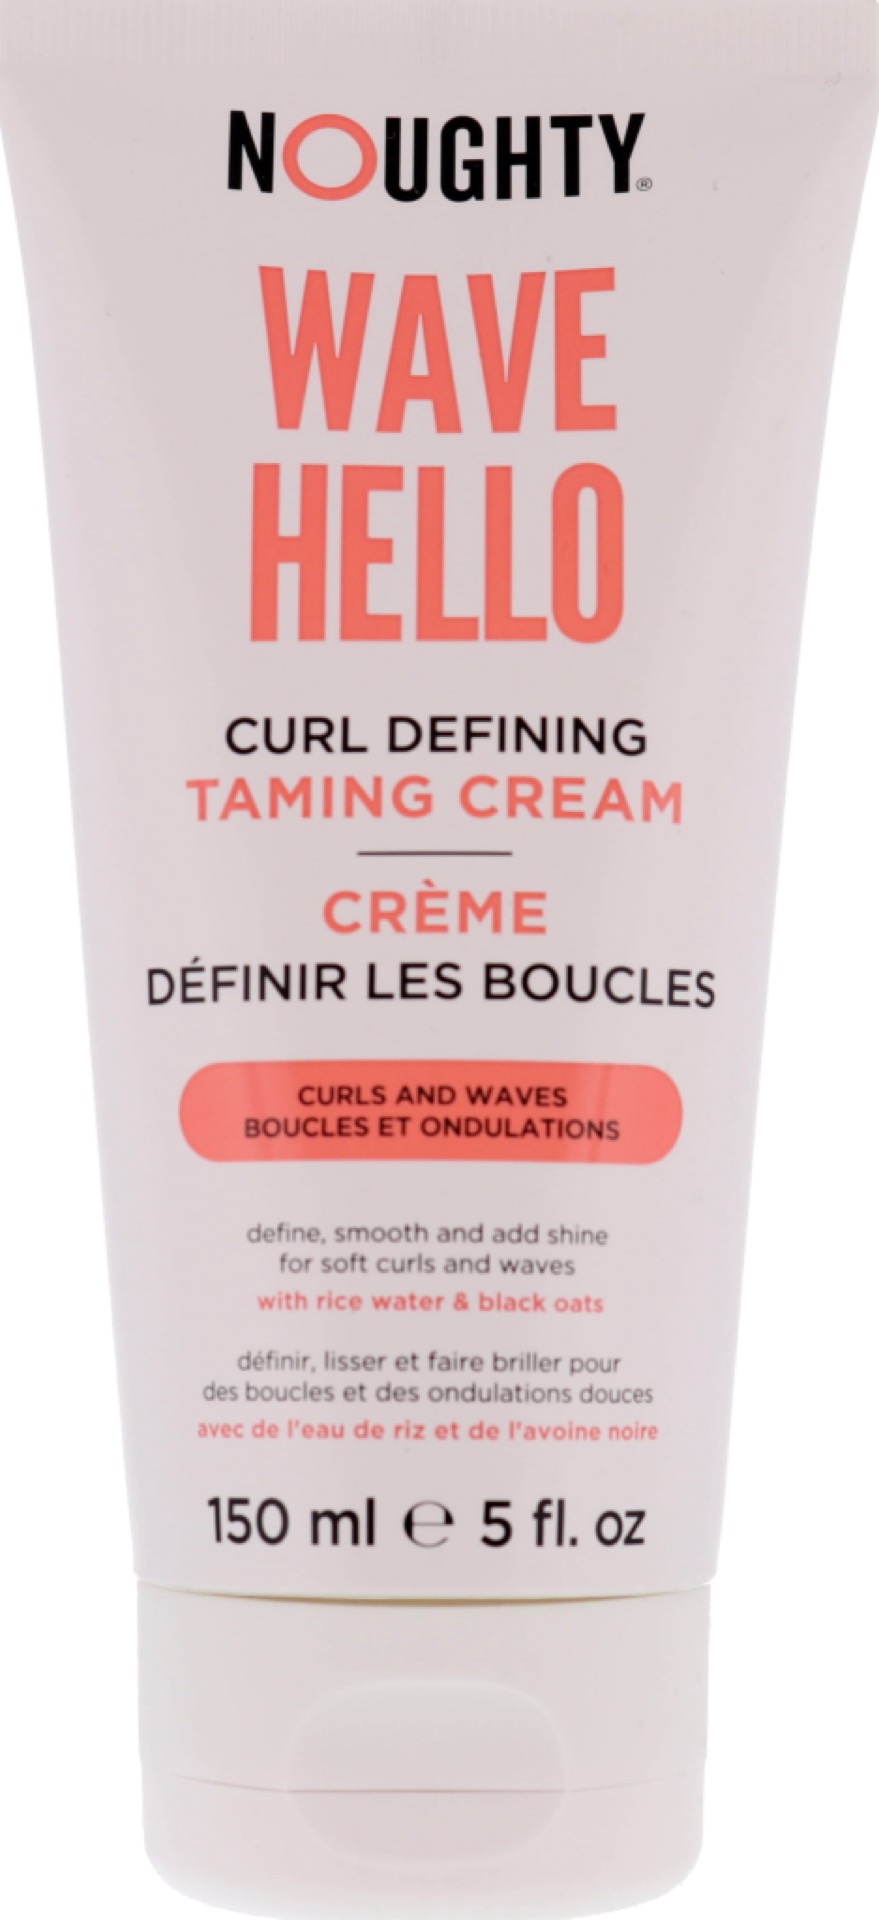 NOUGHTY®
WAVE
HELLO
CURL DEFINING
TAMING CREAM
CRÈME
DÉFINIR LES BOUCLES
CURLS AND WAVES
BOUCLES ET ONDULATIONS
define, smooth and add shine
for soft curls and waves
with rice water & black oats
définir, lisser et faire briller pour
des boucles et des ondulations douces
avec de l'eau de riz et de l'avoine noire
150 ml ℮ 5 fl. oz